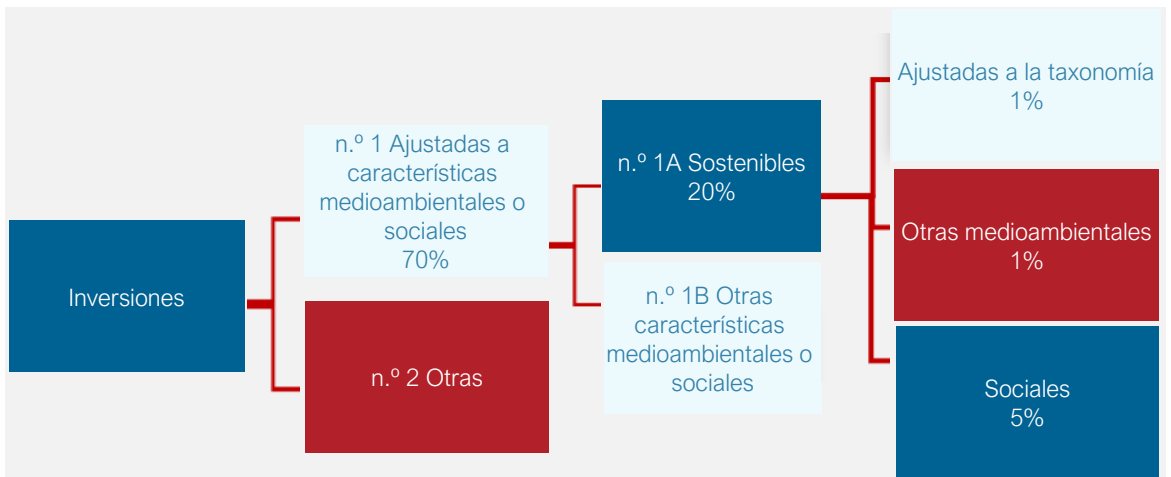 Inversiones
n.º 1 Ajustadas a
características
medioambientales o
sociales
70%
n.º 2 Otras
n.º 1A Sostenibles
20%
n.º 1B Otras
características
medioambientales o
sociales
Ajustadas a la taxonomía
1%
Otras medioambientales
1%
Sociales
5%